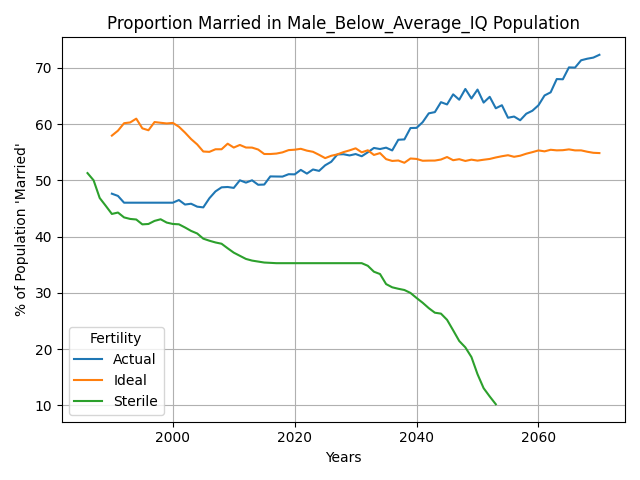 Proportion Married in Male_Below_Average_IQ Population
% of Population 'Married'
70
60
50
40
30
20
10
Fertility
Actual
Ideal
Sterile
2000 2020 2040 2060
Years